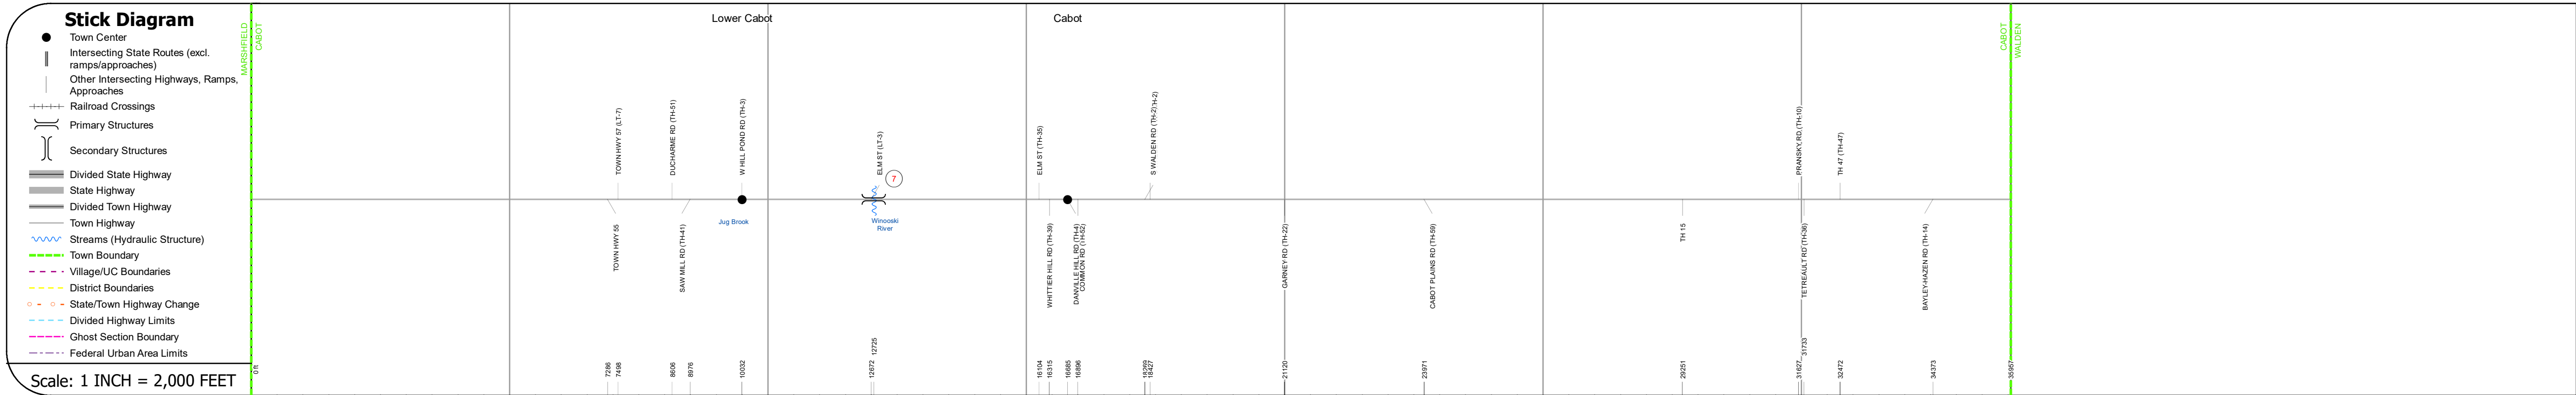 Stick Diagram
Town Center
Intersecting State Routes (excl.
ramps/approaches)
Other Intersecting Highways, Ramps,
Approaches
Railroad Crossings
Primary Structures
Secondary Structures
Divided State Highway
State Highway
Divided Town Highway
Town Highway
Streams (Hydraulic Structure)
Town Boundary
Village/UC Boundaries
District Boundaries
State/Town Highway Change
Divided Highway Limits
Ghost Section Boundary
Federal Urban Area Limits
Scale: 1 INCH = 2,000 FEET
MARSHFIELD
CABOT
Lower Cabot
Cabot
CABOT
WALDEN
TOWN HWY 57 (LT-7)
DUCHARME RD (TH-51)
W HILL POND RD (TH-3)
ELM ST (LT-3)
7
ELM ST (TH-35)
S WALDEN RD (TH-2)
PRANSKY RD (TH-10)
TH 47 (TH-47)
TOWN HWY 55
SAW MILL RD (TH-41)
Jug Brook
Winooski
River
WHITTIER HILL RD (TH-39)
DANVILLE HILL RD (TH-4)
COMMON RD (TH-52)
GARNEY RD (TH-22)
CABOT PLAINS RD (TH-59)
TH 15
TETREAULT RD (TH-36)
BAYLEY-HAZEN RD (TH-14)
0 ft
7286
7498
8606
8976
10032
12672
12725
16104
16315
16685
16896
18269
18427
21120
23971
29251
31627
31733
32472
34373
35957